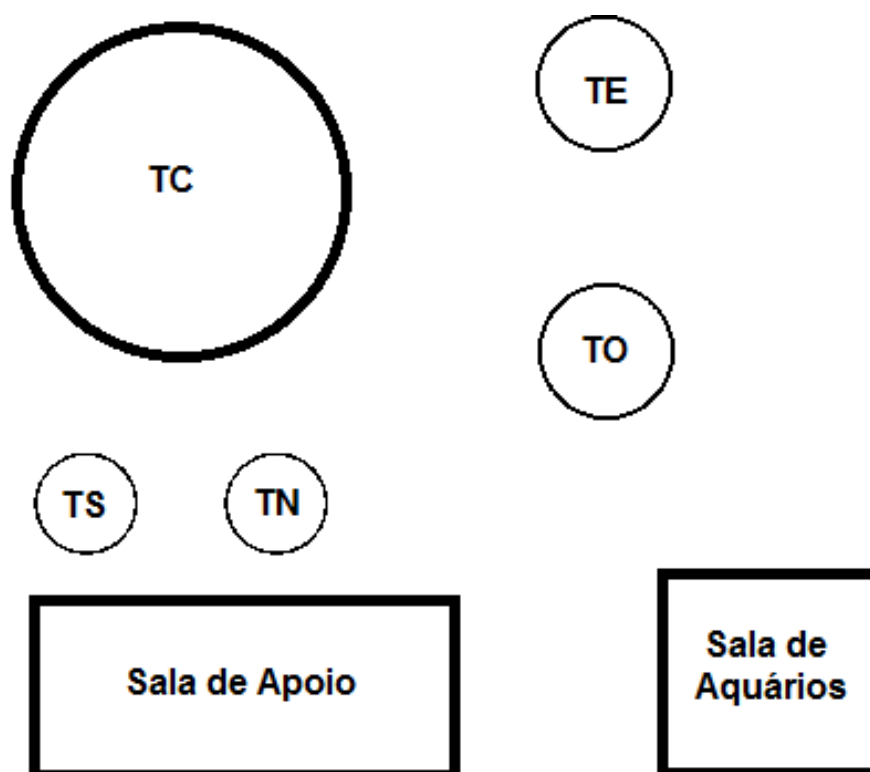 TE
TC
TO
TS
TN
Sala de Apoio
Sala de
Aquários